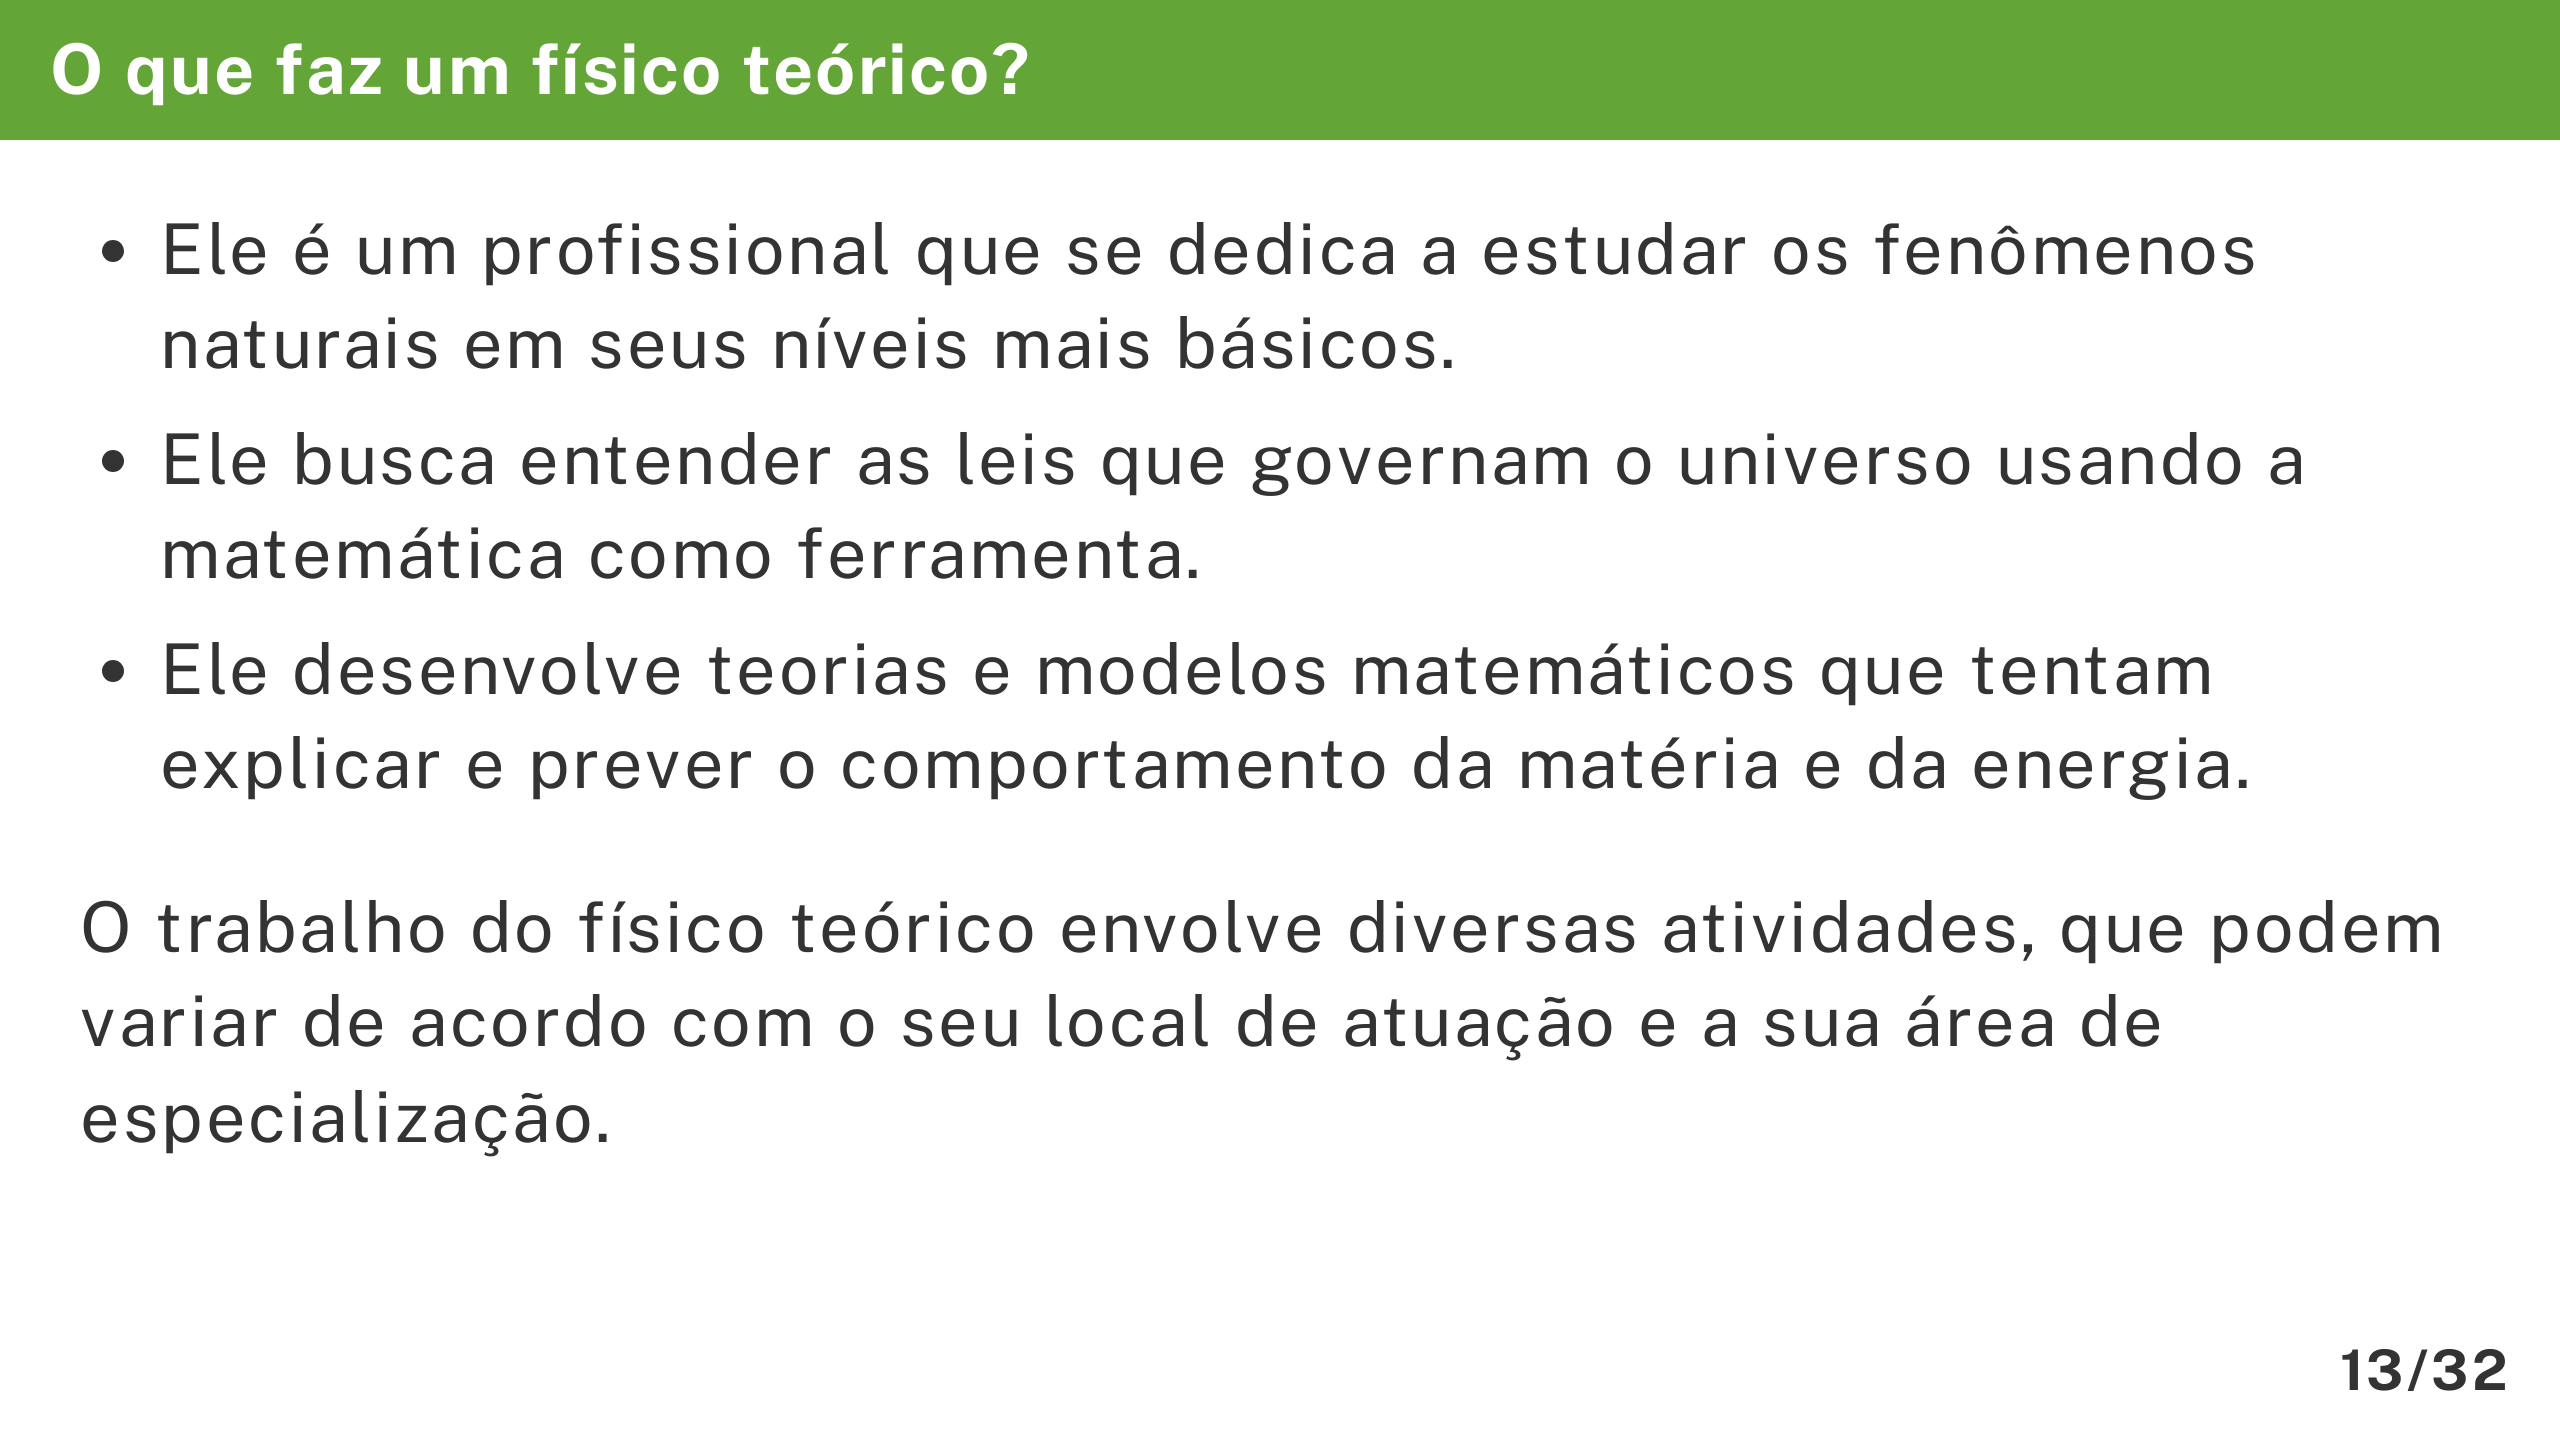 O que faz um físico teórico?
• Ele é um profissional que se dedica a estudar os fenômenos
naturais em seus níveis mais básicos.
• Ele busca entender as leis que governam o universo usando a
matemática como ferramenta.
• Ele desenvolve teorias e modelos matemáticos que tentam
explicar e prever o comportamento da matéria e da energia.
O trabalho do físico teórico envolve diversas atividades, que podem
variar de acordo com o seu local de atuação e a sua área de
especialização.
13/32